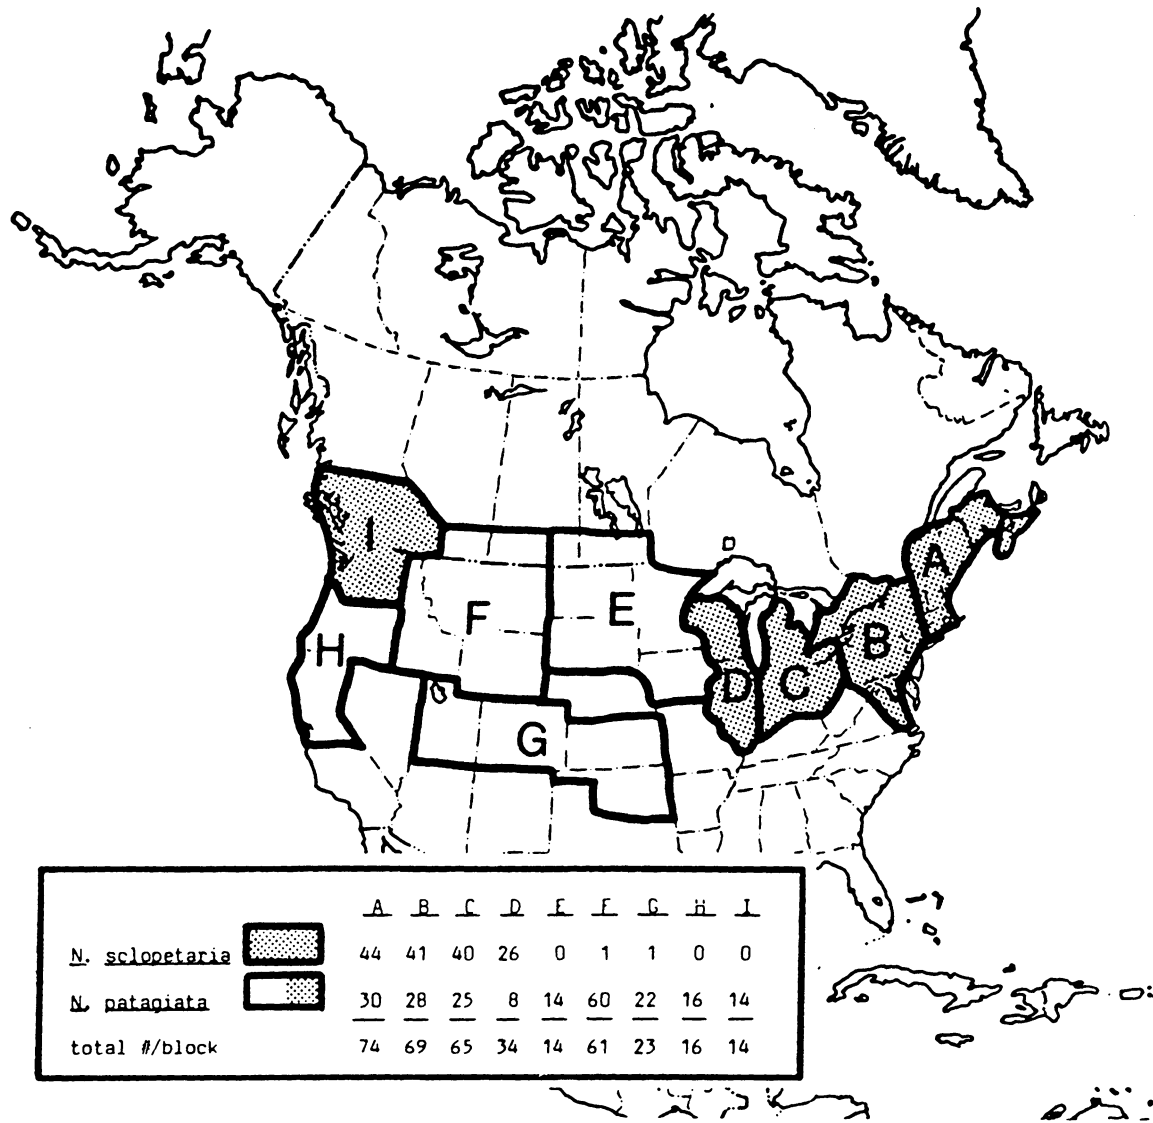 I
A
F
E
B
H
D
C
G
A B C D E F G H I
N. sclopetaria 44 41 40 26 0 1 1 0 0
N. patagiata 30 28 25 8 14 60 22 16 14
total #/block 74 69 65 34 14 61 23 16 14